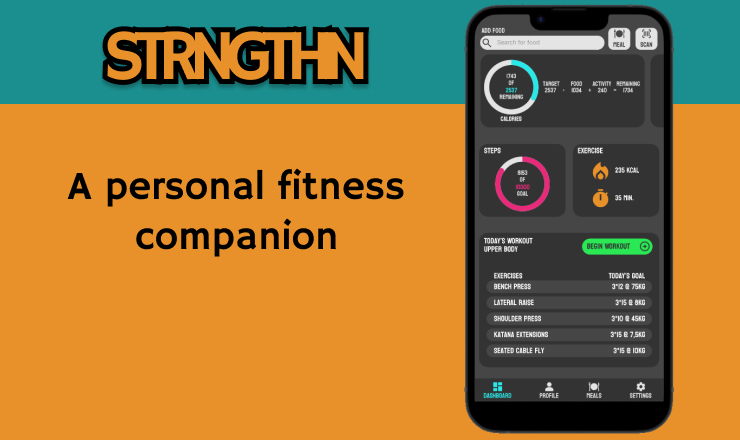 STRNGTHN
A personal fitness
companion
ADD FOOD
Search for food
MEAL
SCAN
1743
OF
2537
REMAINING
CALORIES
TARGET FOOD ACTIVITY REMAINING
2537 - 1034 + 240 = 1734
STEPS
8163
OF
10000
GOAL
EXERCISE
235 KCAL
35 MIN.
TODAY'S WORKOUT
UPPER BODY
BEGIN WORKOUT
EXERCISES TODAY'S GOAL
BENCH PRESS 3*12 @ 75KG
LATERAL RAISE 3*15 @ 8KG
SHOULDER PRESS 3*10 @ 45KG
KATANA EXTENSIONS 3*15 @ 7,5KG
SEATED CABLE FLY 3*15 @ 10KG
DASHBOARD PROFILE MEALS SETTINGS